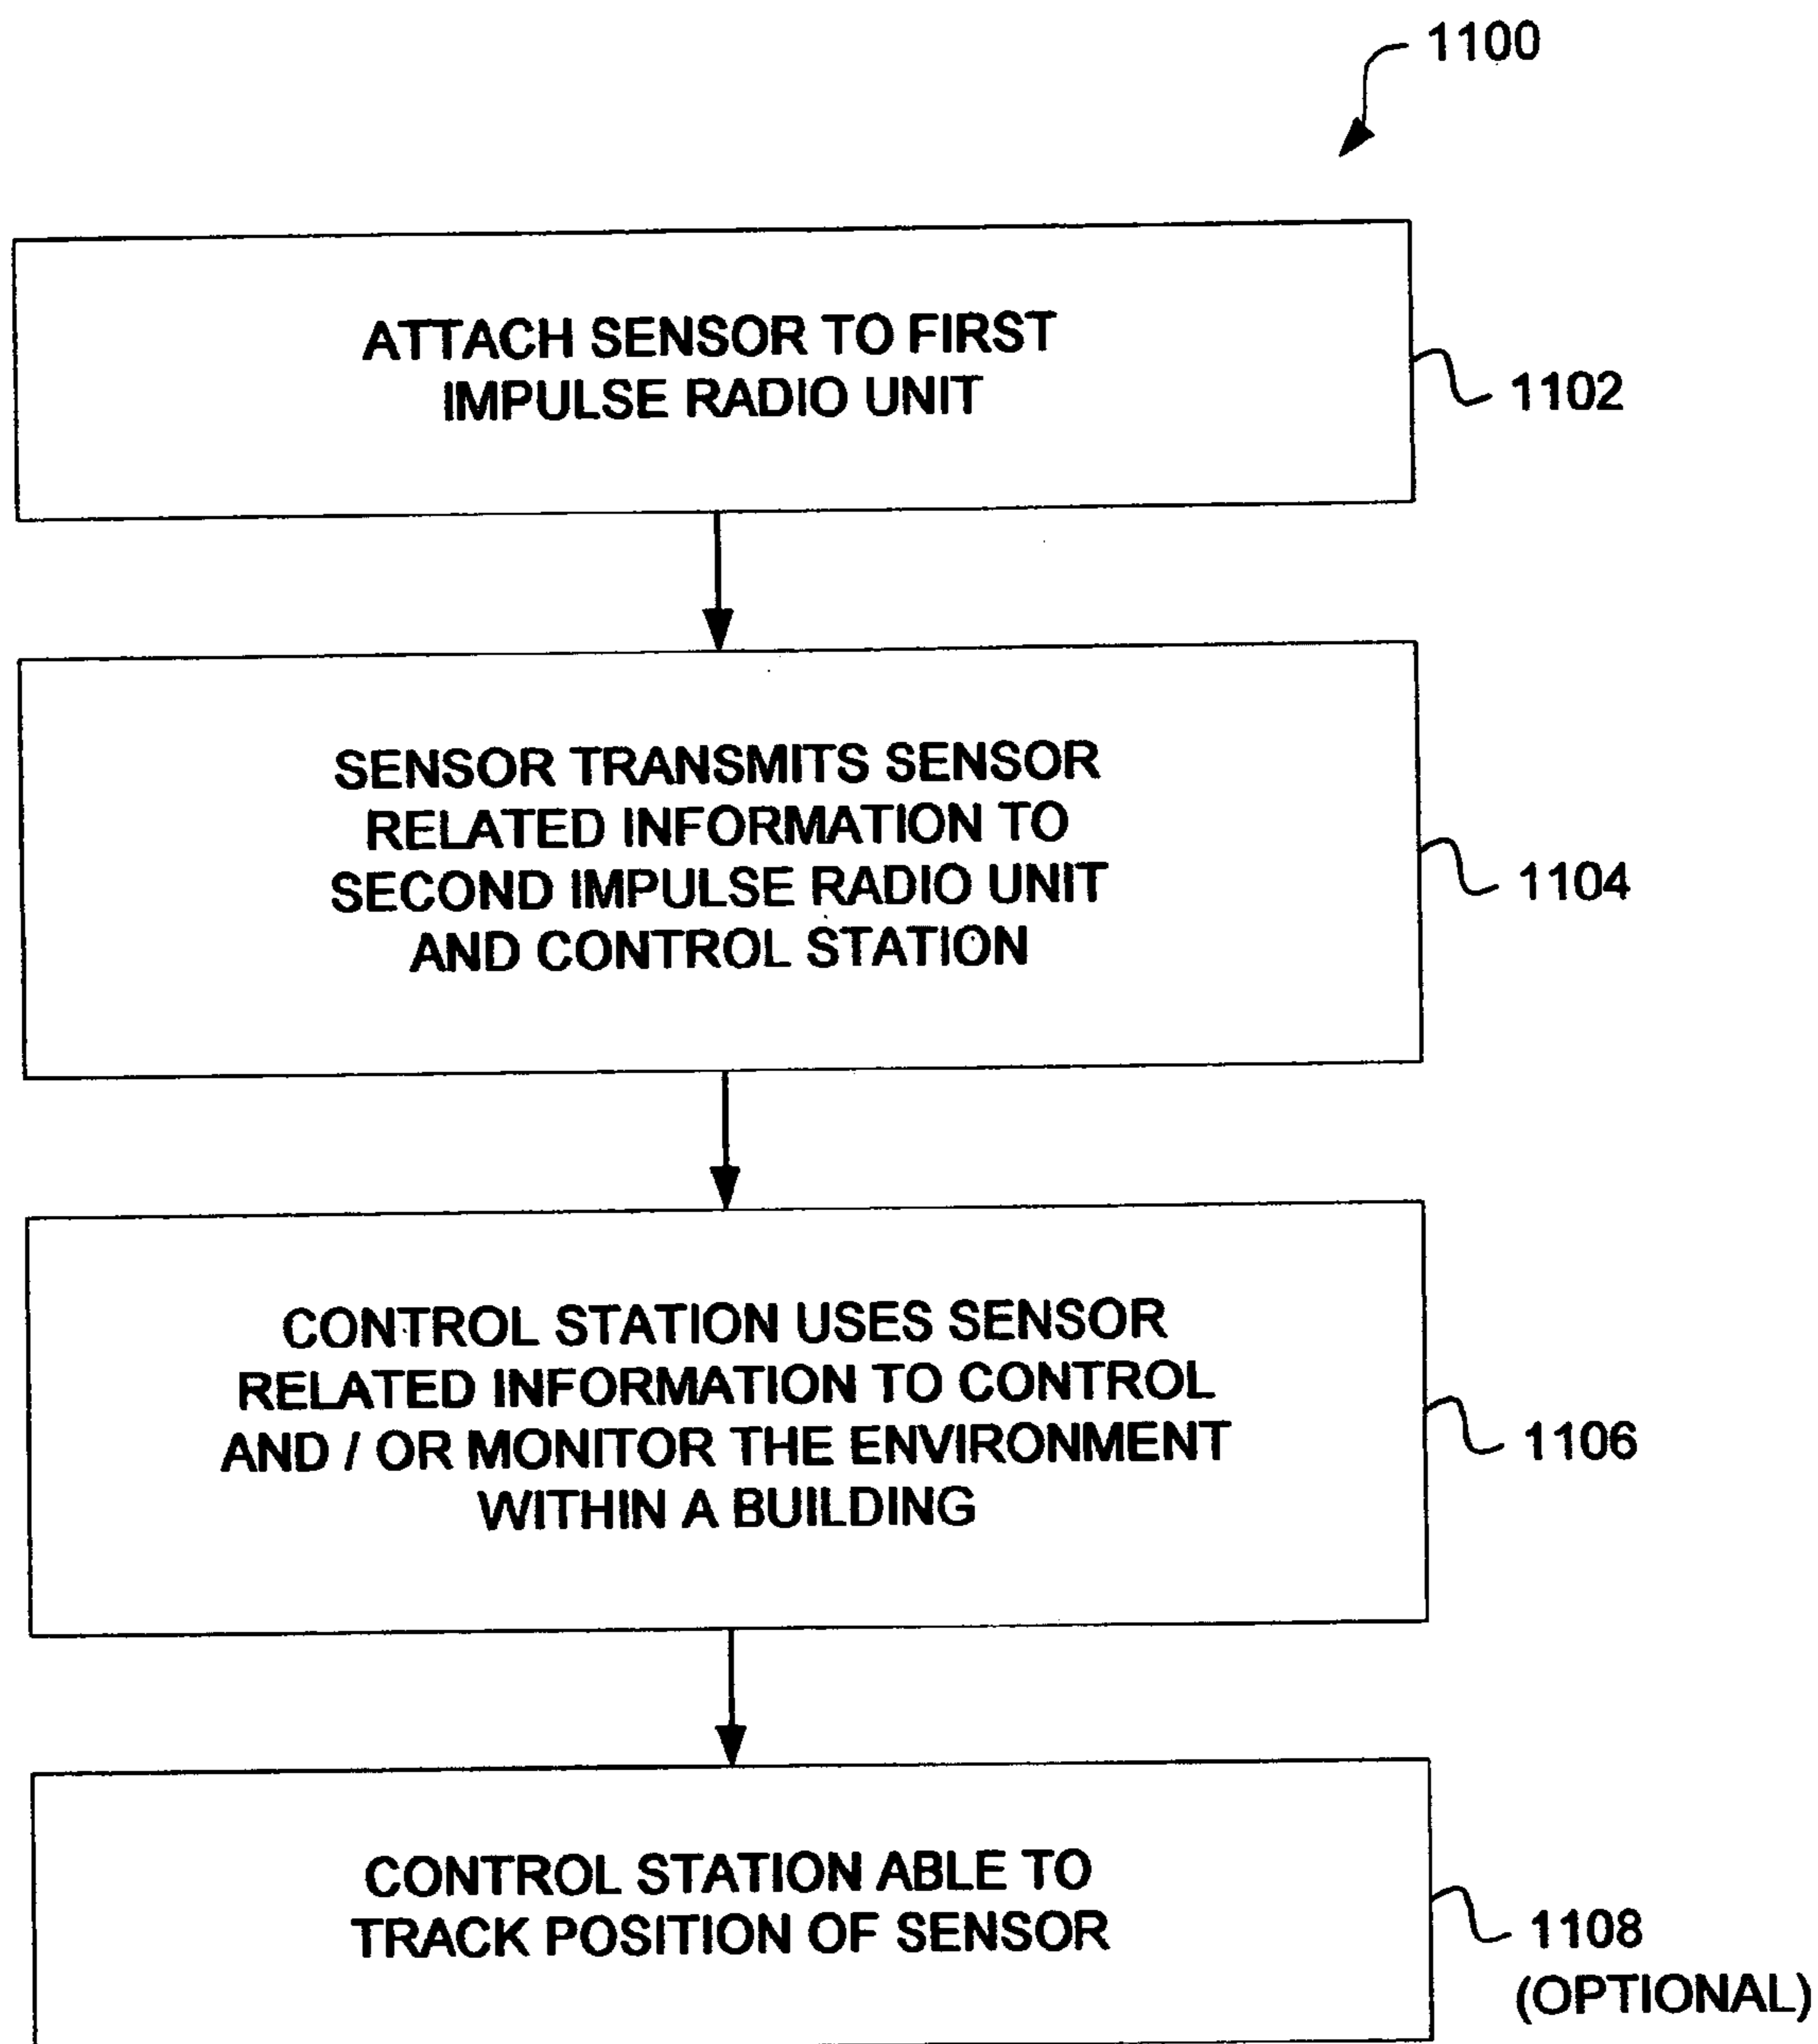 1100
ATTACH SENSOR TO FIRST
IMPULSE RADIO UNIT
1102
SENSOR TRANSMITS SENSOR
RELATED INFORMATION TO
SECOND IMPULSE RADIO UNIT
AND CONTROL STATION
1104
CONTROL STATION USES SENSOR
RELATED INFORMATION TO CONTROL
AND / OR MONITOR THE ENVIRONMENT
WITHIN A BUILDING
1106
CONTROL STATION ABLE TO
TRACK POSITION OF SENSOR
1108
(OPTIONAL)